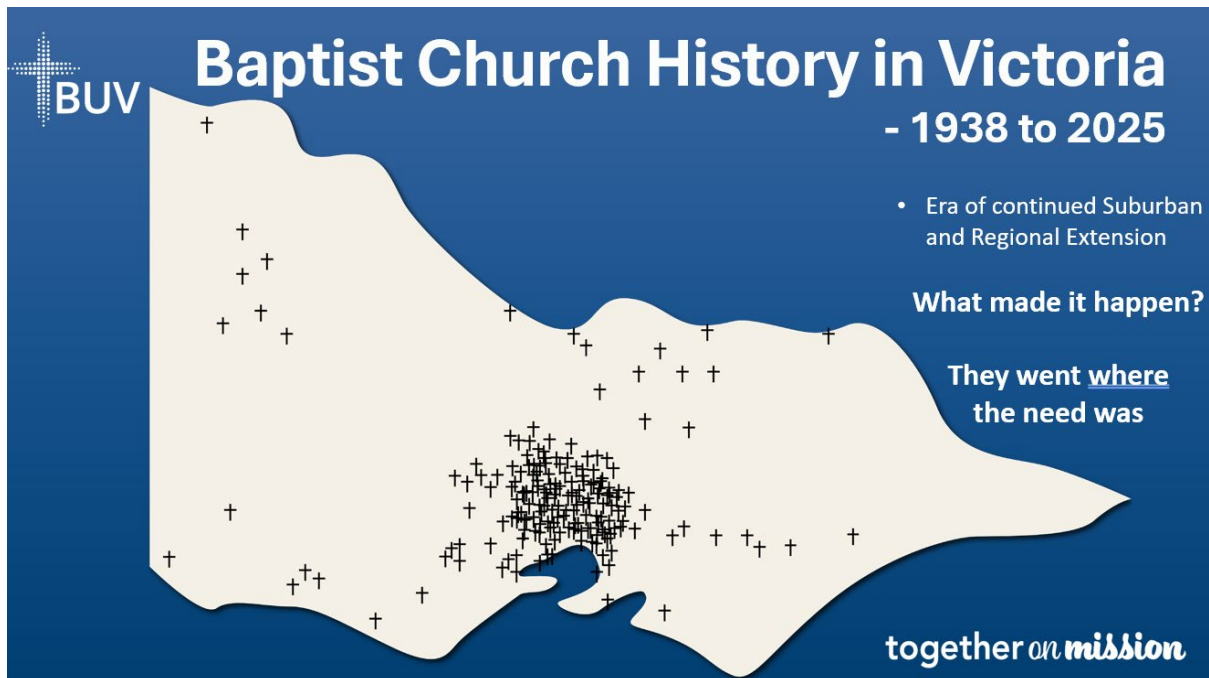 BUV
Baptist Church History in Victoria
- 1938 to 2025
• Era of continued Suburban
and Regional Extension
What made it happen?
They went where
the need was
together on mission